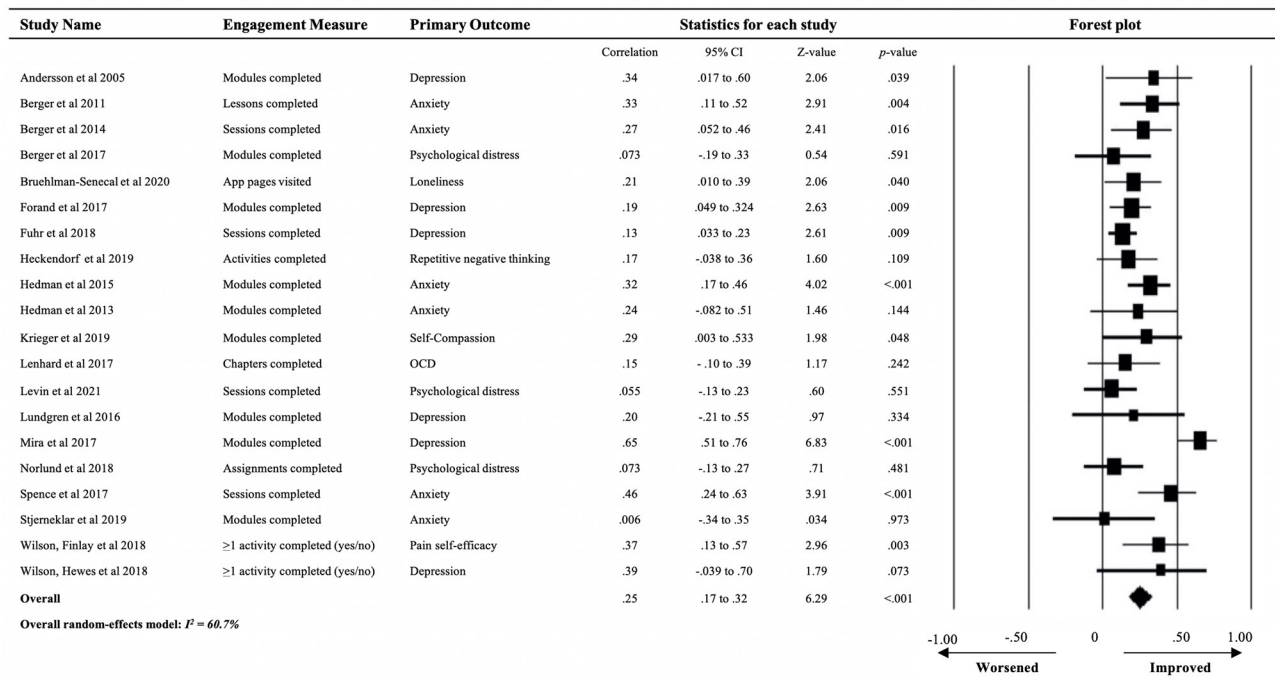 Study Name Engagement Measure Primary Outcome Statistics for each study Forest plot
Correlation 95% CI Z-value p-value
Andersson et al 2005 Modules completed Depression .34 .017 to .60 2.06 .039
Berger et al 2011 Lessons completed Anxiety .33 .11 to .52 2.91 .004
Berger et al 2014 Sessions completed Anxiety .27 .052 to .46 2.41 .016
Berger et al 2017 Modules completed Psychological distress .073 -.19 to .33 0.54 .591
Bruehlman-Senecal et al 2020 App pages visited Loneliness .21 .010 to .39 2.06 .040
Forand et al 2017 Modules completed Depression .19 .049 to .324 2.63 .009
Fuhr et al 2018 Sessions completed Depression .13 .033 to .23 2.61 .009
Heckendorf et al 2019 Activities completed Repetitive negative thinking .17 -.038 to .36 1.60 .109
Hedman et al 2015 Modules completed Anxiety .32 .17 to .46 4.02 <.001
Hedman et al 2013 Modules completed Anxiety .24 -.082 to .51 1.46 .144
Krieger et al 2019 Modules completed Self-Compassion .29 .003 to .533 1.98 .048
Lenhard et al 2017 Chapters completed OCD .15 - .10 to .39 1.17 .242
Levin et al 2021 Sessions completed Psychological distress .055 -.13 to .23 .60 .551
Lundgren et al 2016 Modules completed Depression .20 -.21 to .55 .97 .334
Mira et al 2017 Modules completed Depression .65 .51 to .76 6.83 <.001
Norlund et al 2018 Assignments completed Psychological distress .073 -.13 to .27 .71 .481
Spence et al 2017 Sessions completed Anxiety .46 .24 to .63 3.91 <.001
Stjerneklar et al 2019 Modules completed Anxiety .006 -.34 to .35 .034 .973
Wilson, Finlay et al 2018 ≥1 activity completed (yes/no) Pain self-efficacy .37 .13 to .57 2.96 .003
Wilson, Hewes et al 2018 ≥1 activity completed (yes/no) Depression .39 -.039 to .70 1.79 .073
Overall .25 .17 to .32 6.29 <.001
Overall random-effects model: I² = 60.7%
-1.00 -.50 0 .50 1.00
Worsened Improved